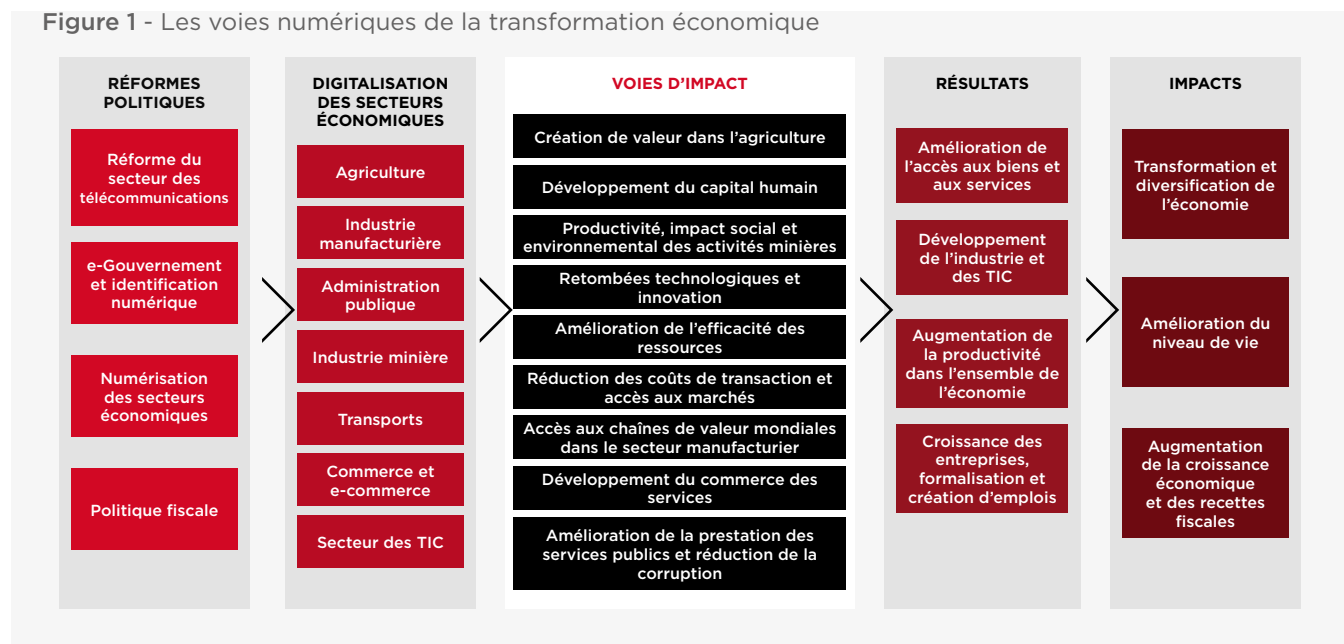 Figure 1 - Les voies numériques de la transformation économique
RÉFORMES
POLITIQUES
Réforme du
secteur des
télécommunications
e-Gouvernement
et identification
numérique
Numérisation
des secteurs
économiques
Politique fiscale
DIGITALISATION
DES SECTEURS
ÉCONOMIQUES
Agriculture
Industrie
manufacturière
Administration
publique
Industrie minière
Transports
Commerce et
e-commerce
Secteur des TIC
VOIES D'IMPACT
Création de valeur dans l'agriculture
Développement du capital humain
Productivité, impact social et
environnemental des activités minières
Retombées technologiques et
innovation
Amélioration de l'efficacité des
ressources
Réduction des coûts de transaction et
accès aux marchés
Accès aux chaînes de valeur mondiales
dans le secteur manufacturier
Développement du commerce des
services
Amélioration de la prestation des
services publics et réduction de la
corruption
RÉSULTATS
Amélioration de
l'accès aux biens et
aux services
Développement
de l'industrie et
des TIC
Augmentation de
la productivité
dans l'ensemble de
l'économie
Croissance des
entreprises,
formalisation et
création d'emplois
IMPACTS
Transformation et
diversification de
l'économie
Amélioration du
niveau de vie
Augmentation
de la croissance
économique
et des recettes
fiscales